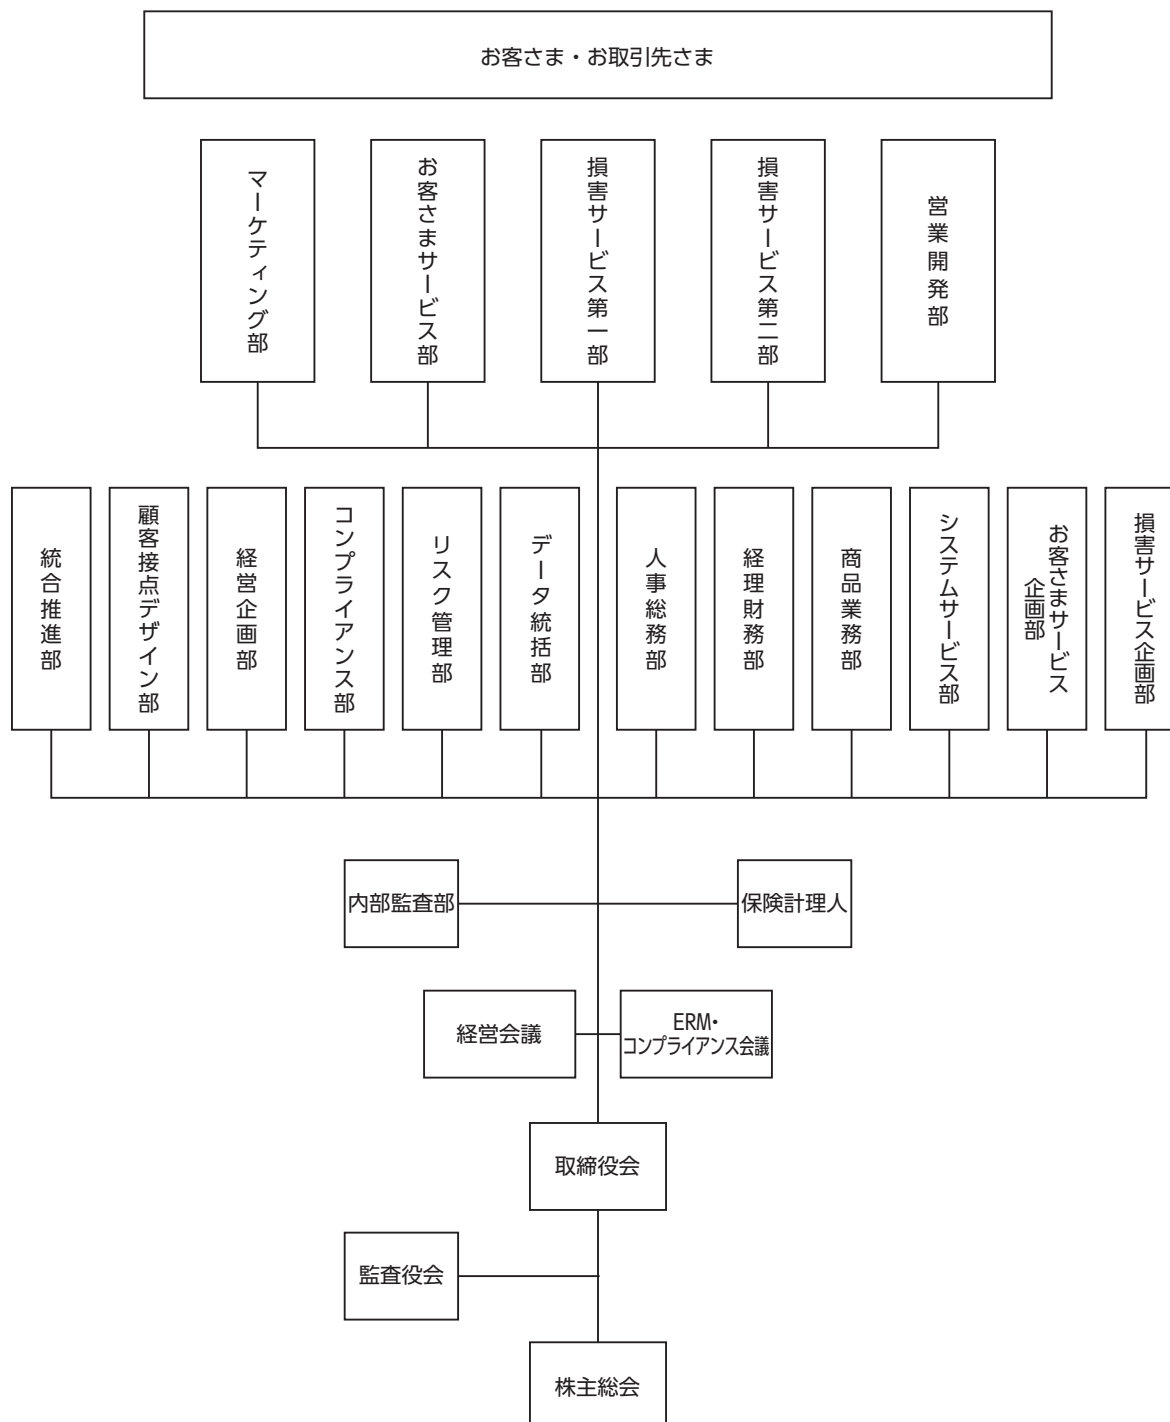 お客さま・お取引先さま
マーケティング部
お客さまサービス部
損害サービス第一部
損害サービス第二部
営業開発部
統合推進部
顧客接点デザイン部
経営企画部
コンプライアンス部
リスク管理部
データ統括部
人事総務部
経理財務部
商品業務部
システムサービス部
お客さまサービス
企画部
損害サービス企画部
内部監査部
保険計理人
経営会議
ERM・
コンプライアンス会議
取締役会
監査役会
株主総会